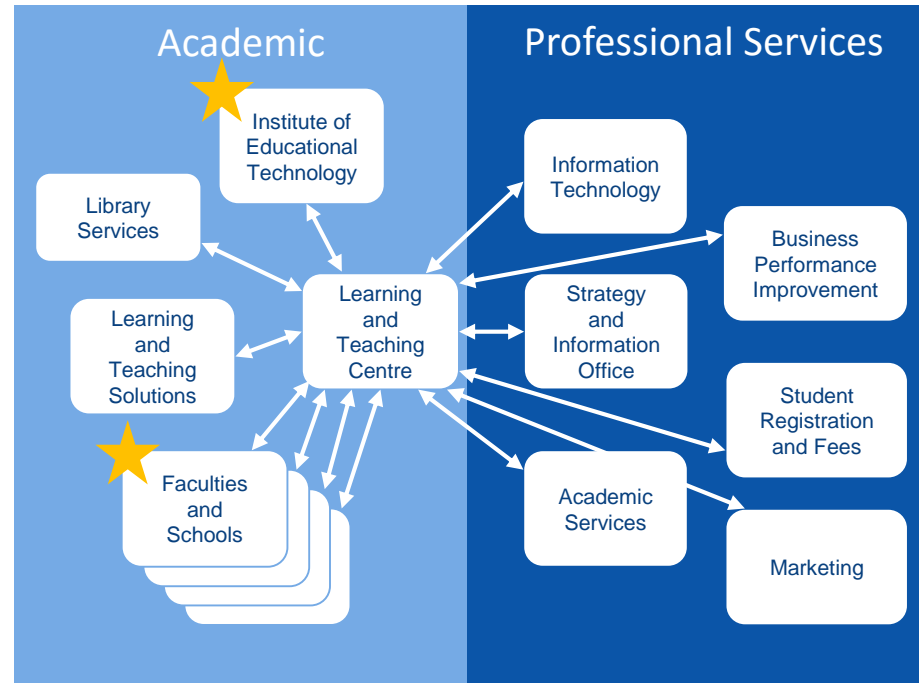 Academic
Professional Services
Institute of
Educational
Technology
Library
Services
Learning
and
Teaching
Solutions
Faculties
and
Schools
Learning
and
Teaching
Centre
Information
Technology
Business
Performance
Improvement
Strategy
and
Information
Office
Student
Registration
and Fees
Academic
Services
Marketing